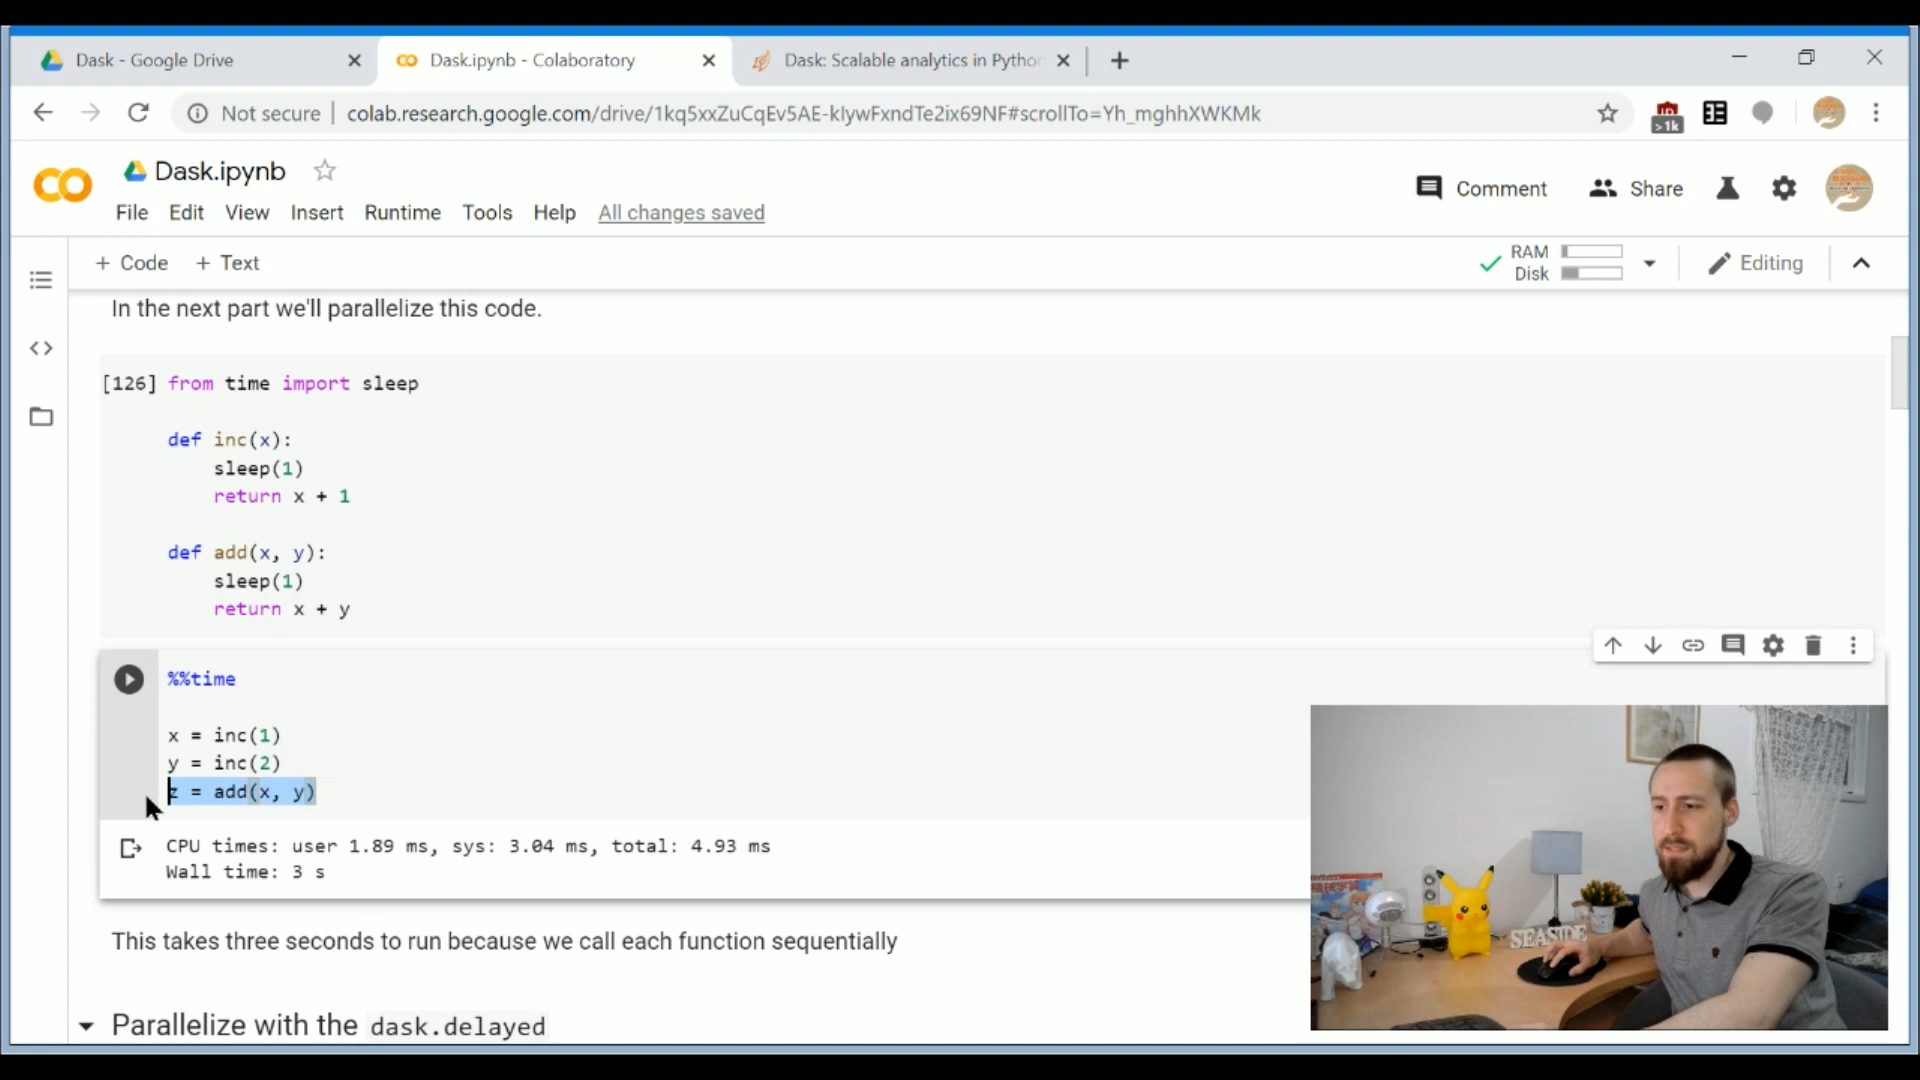 Dask - Google Drive
Dask.ipynb - Colaboratory
Dask: Scalable analytics in Pytho
Not secure
colab.research.google.com/drive/1kq5xxZuCqEv5AE-kIywFxndTe2ix69NF#scrollTo=Yh_mghhXWKMk
>1k
Dask.ipynb
File Edit View Insert Runtime Tools Help All changes saved
Comment
Share
+ Code + Text
RAM
Disk
Editing
In the next part we'll parallelize this code.
[126] from time import sleep
def inc(x):
sleep(1)
return x + 1
def add(x, y):
sleep(1)
return x + y
%%time
x = inc(1)
y = inc(2)
z = add(x, y)
CPU times: user 1.89 ms, sys: 3.04 ms, total: 4.93 ms
Wall time: 3 s
This takes three seconds to run because we call each function sequentially
Parallelize with the dask.delayed
SEASIDE